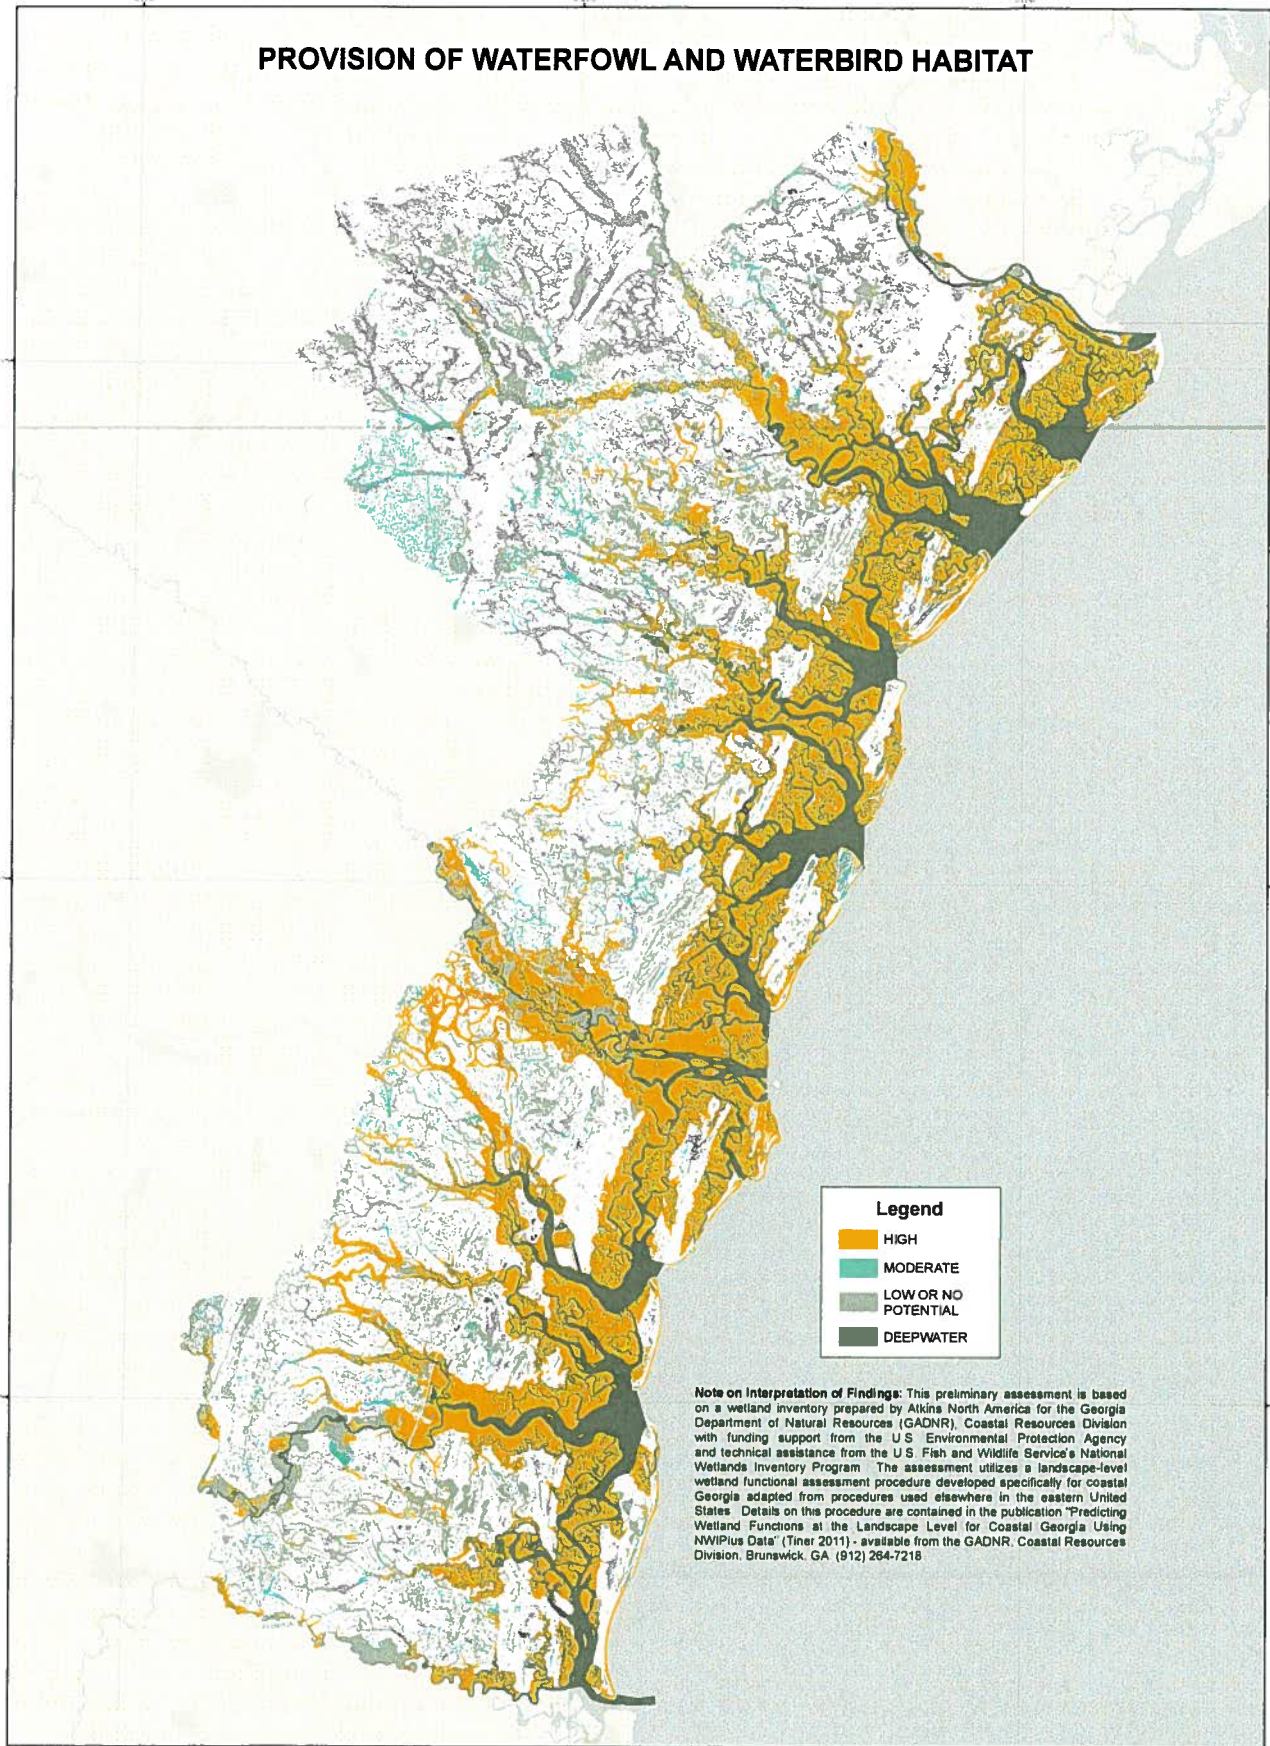 PROVISION OF WATERFOWL AND WATERBIRD HABITAT
Legend
HIGH
MODERATE
LOW OR NO
POTENTIAL
DEEPWATER
Note on Interpretation of Findings: This preliminary assessment is based
on a wetland inventory prepared by Atkins North America for the Georgia
Department of Natural Resources (GADNR), Coastal Resources Division
with funding support from the U S Environmental Protection Agency
and technical assistance from the U S Fish and Wildlife Service's National
Wetlands Inventory Program The assessment utilizes a landscape-level
wetland functional assessment procedure developed specifically for coastal
Georgia adapted from procedures used elsewhere in the eastern United
States Details on this procedure are contained in the publication "Predicting
Wetland Functions at the Landscape Level for Coastal Georgia Using
NWIPlus Data" (Tiner 2011) - available from the GADNR, Coastal Resources
Division, Brunswick, GA (912) 264-7218